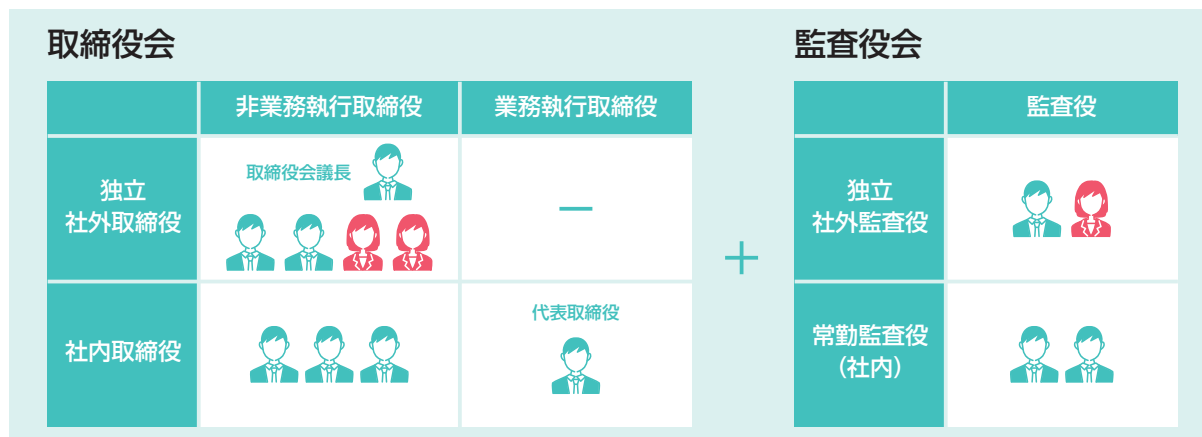 取締役会
非業務執行取締役
業務執行取締役
独立
社外取締役
取締役会議長
－
社内取締役
代表取締役
＋
監査役会
監査役
独立
社外監査役
常勤監査役
（社内）